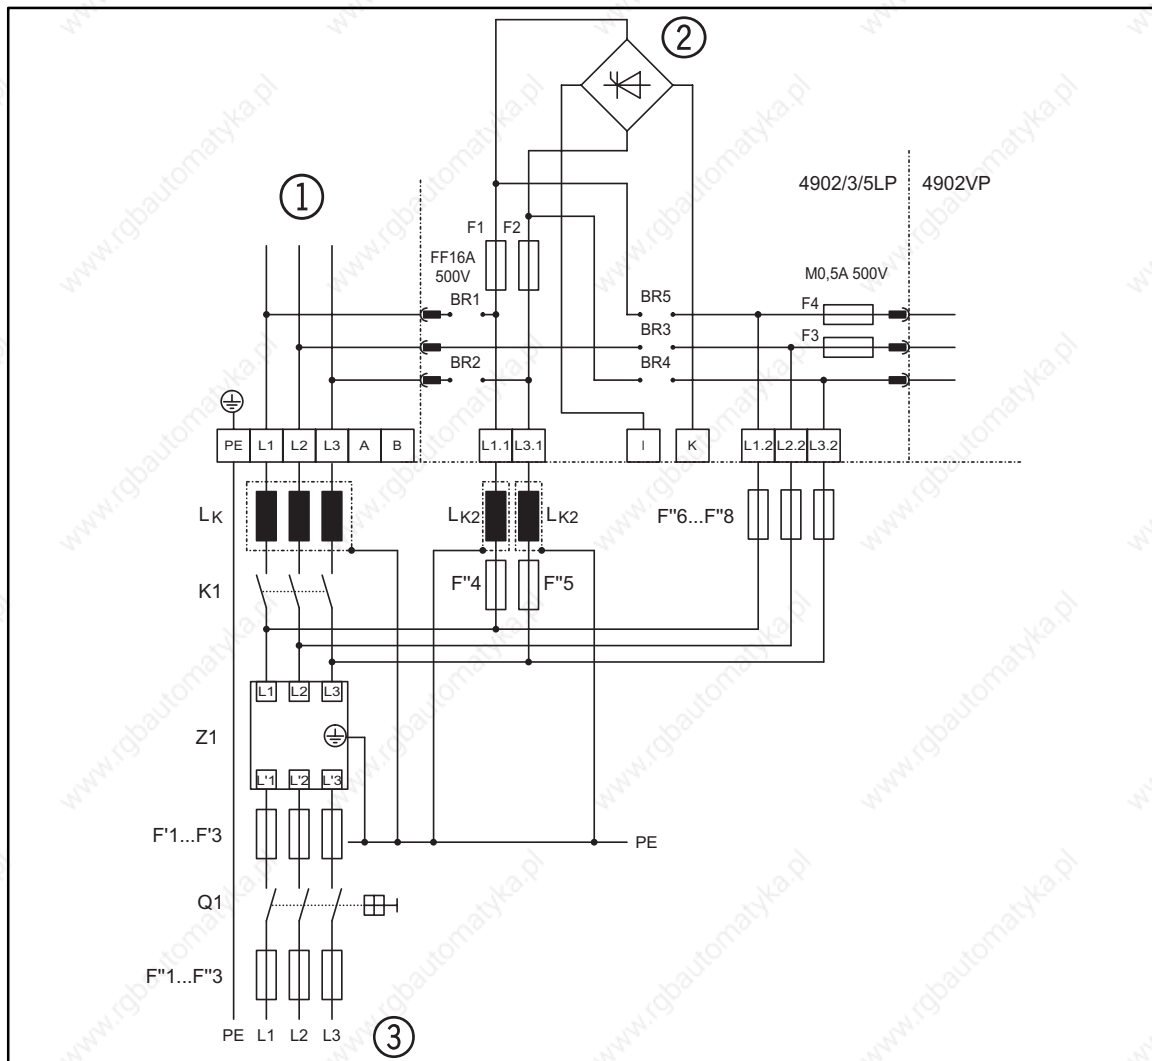 2
1
4902/3/5LP 4902VP
F1 F2
FF16A
500V
M0,5A 500V
BR1 BR5 F4
BR3 F3
BR2 BR4
PE L1 L2 L3 A B L1.1 L3.1 I K L1.2 L2.2 L3.2
LK LK2 LK2 F"6...F"8
K1 F"4 F"5
L1 L2 L3
Z1
L'1 L'2 L'3
F'1...F'3 PE
Q1
F"1...F"3
PE L1 L2 L3 3
www.rgbautomatyka.pl